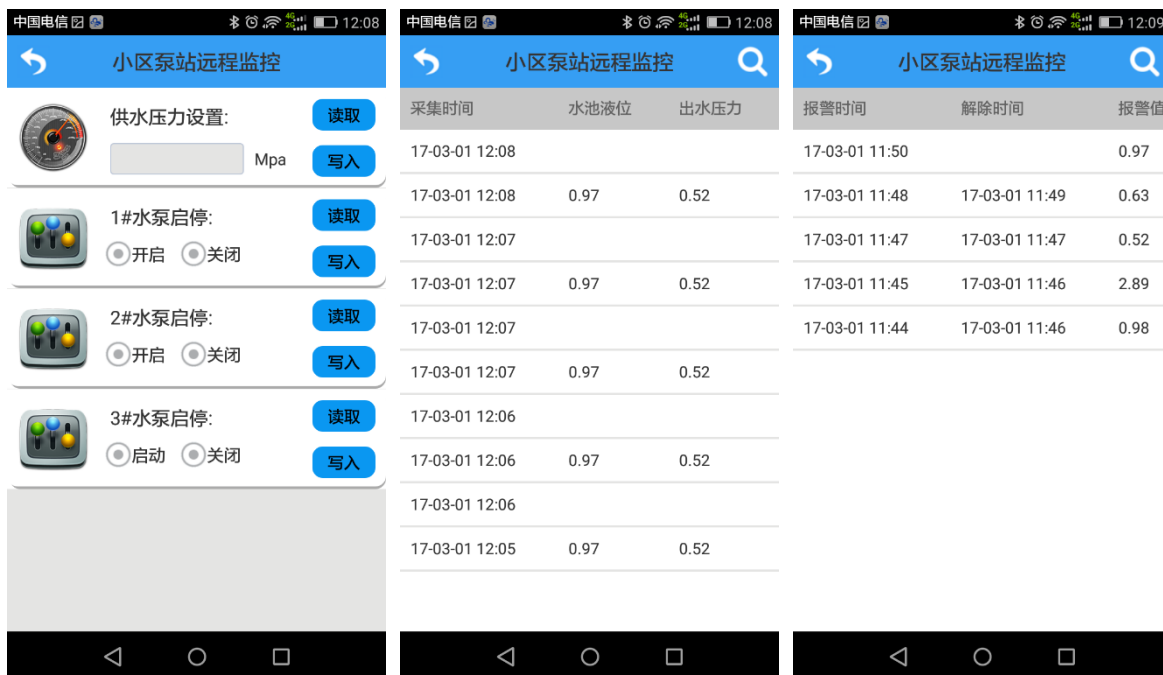 中国电信 4G 2G 12:08
小区泵站远程监控
供水压力设置: 读取
Mpa 写入
1#水泵启停: 读取
开启 关闭 写入
2#水泵启停: 读取
开启 关闭 写入
3#水泵启停: 读取
启动 关闭 写入
中国电信 4G 2G 12:08
小区泵站远程监控
采集时间 水池液位 出水压力
17-03-01 12:08
17-03-01 12:08 0.97 0.52
17-03-01 12:07
17-03-01 12:07 0.97 0.52
17-03-01 12:07
17-03-01 12:07 0.97 0.52
17-03-01 12:06
17-03-01 12:06 0.97 0.52
17-03-01 12:06
17-03-01 12:05 0.97 0.52
中国电信 4G 2G 12:09
小区泵站远程监控
报警时间 解除时间 报警值
17-03-01 11:50 0.97
17-03-01 11:48 17-03-01 11:49 0.63
17-03-01 11:47 17-03-01 11:47 0.52
17-03-01 11:45 17-03-01 11:46 2.89
17-03-01 11:44 17-03-01 11:46 0.98